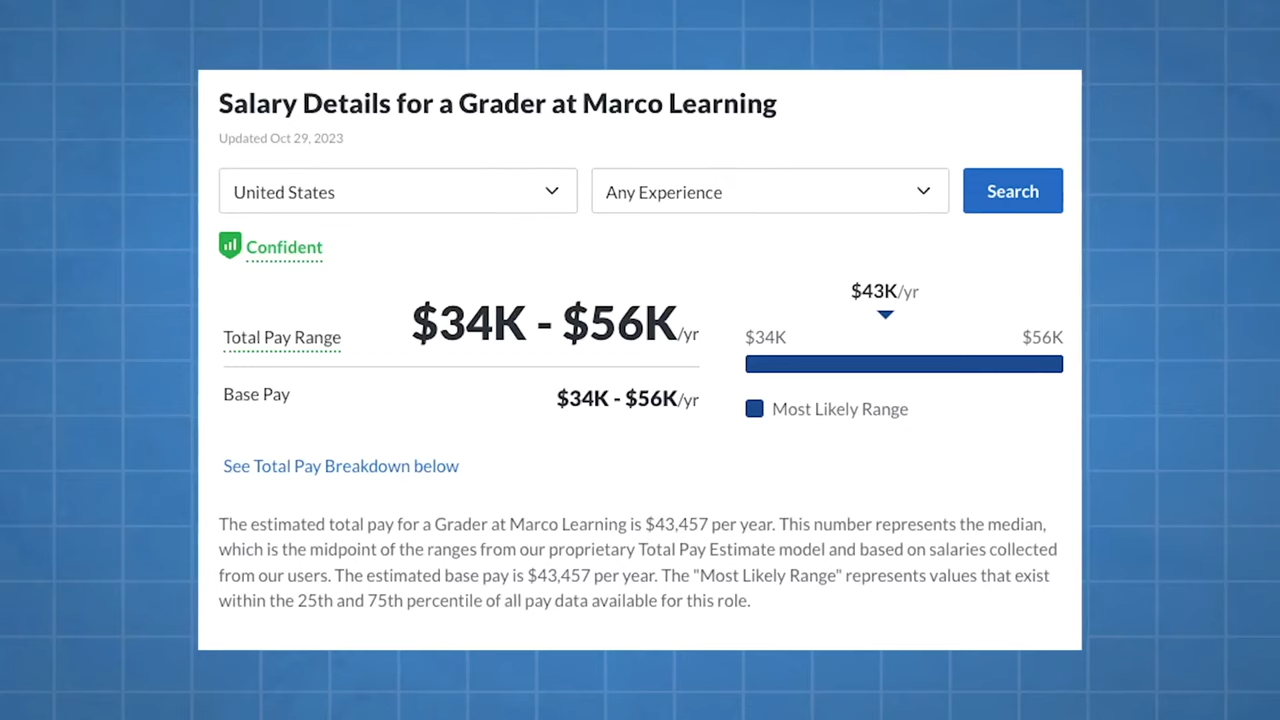 Salary Details for a Grader at Marco Learning
Updated Oct 29, 2023
United States
Any Experience
Search
Confident
Total Pay Range
$34K - $56K/yr
Base Pay
$34K - $56K/yr
$43K/yr
$34K
$56K
Most Likely Range
See Total Pay Breakdown below
The estimated total pay for a Grader at Marco Learning is $43,457 per year. This number represents the median,
which is the midpoint of the ranges from our proprietary Total Pay Estimate model and based on salaries collected
from our users. The estimated base pay is $43,457 per year. The "Most Likely Range" represents values that exist
within the 25th and 75th percentile of all pay data available for this role.